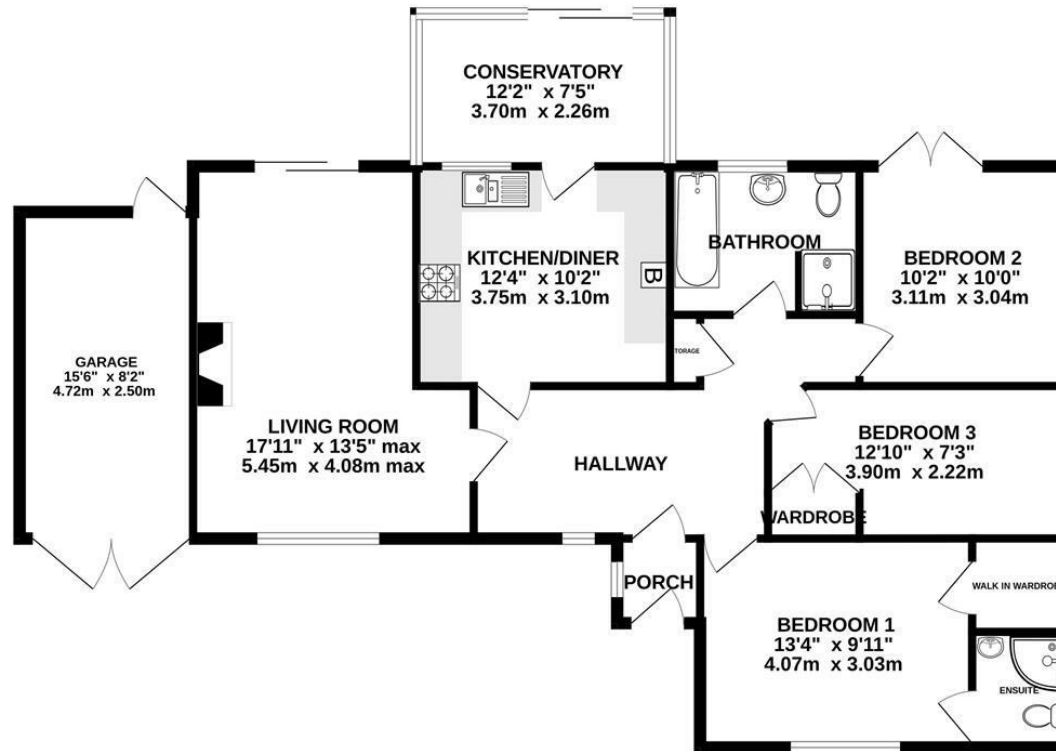 CONSERVATORY
12'2" x 7'5"
3.70m x 2.26m
KITCHEN/DINER
12'4" x 10'2"
3.75m x 3.10m
B
BATHROOM
BEDROOM 2
10'2" x 10'0"
3.11m x 3.04m
TORAGE
GARAGE
15'6" x 8'2"
4.72m x 2.50m
LIVING ROOM
17'11" x 13'5" max
5.45m x 4.08m max
HALLWAY
BEDROOM 3
12'10" x 7'3"
3.90m x 2.22m
WARDROBE
PORCH
WALK IN WARDROBE
BEDROOM 1
13'4" x 9'11"
4.07m x 3.03m
ENSUITE